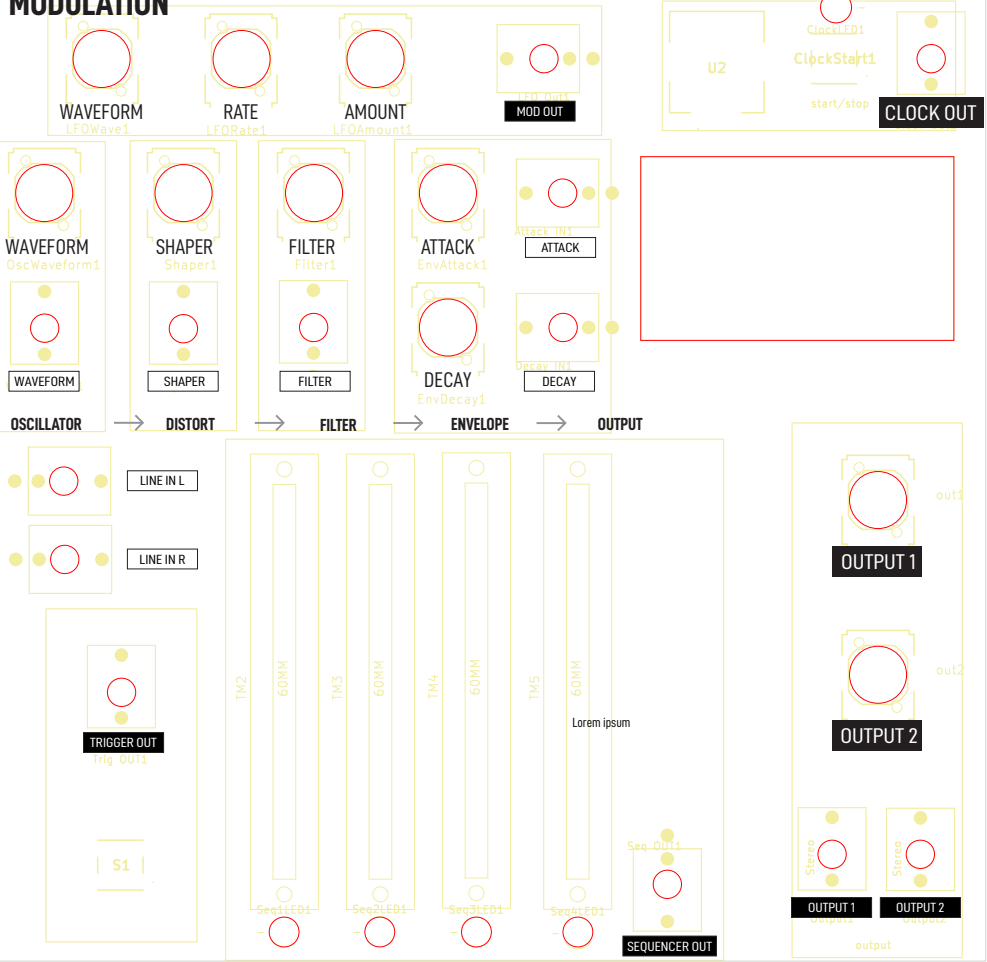 MODULATION
ClockLED1
U2
ClockStart1
start/stop
CLOCK OUT
WAVEFORM
RATE
AMOUNT
LFO Out1
MOD OUT
LFOWave1
LFORate1
LFOAmount1
WAVEFORM
SHAPER
FILTER
ATTACK
Attack IN1
ATTACK
OscWaveform1
Shaper1
Filter1
EnvAttack1
Decay IN1
WAVEFORM
SHAPER
FILTER
DECAY
DECAY
EnvDecay1
OSCILLATOR
DISTORT
FILTER
ENVELOPE
OUTPUT
LINE IN L
LINE IN R
out1
OUTPUT 1
out2
OUTPUT 2
TM2
60MM
TM3
60MM
TM4
60MM
TM5
60MM
Lorem ipsum
TRIGGER OUT
Trig OUT1
S1
Seq OUT1
Stereo
Stereo
Seq1LED1
Seq2LED1
Seq3LED1
Seq4LED1
SEQUENCER OUT
OUTPUT 1
OUTPUT 2
Output1
Output2
output